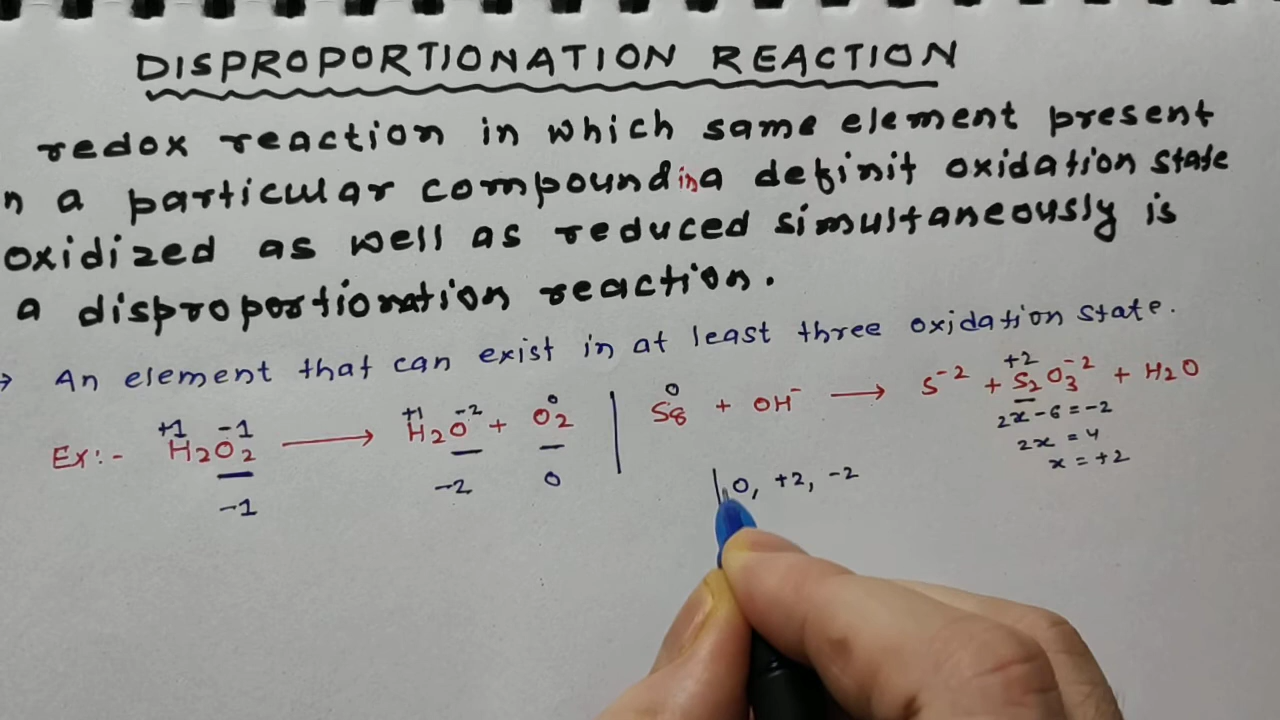 DISPROPORTIONATION REACTION
redox reaction in which same element present
n a particular compound in a definit oxidation state
oxidized as well as reduced simultaneously is
a disproportionation reaction.
→ An element that can exist in at least three oxidation state.
Ex:- H₂O₂ → H₂O + O₂ | S₈ + OH⁻ → S⁻² + S₂O₃⁻² + H₂O
+1 -1 +1 -2 0 0 +2
-1 -2 0
2x - 6 = -2
2x = 4
x = +2
0, +2, -2